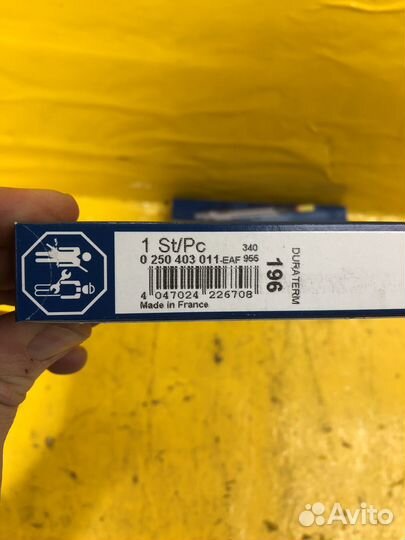 1 St/Pc 340
0 250 403 011-EAF 955
4 047024 226708
Made in France
196
DURATERM
Avito